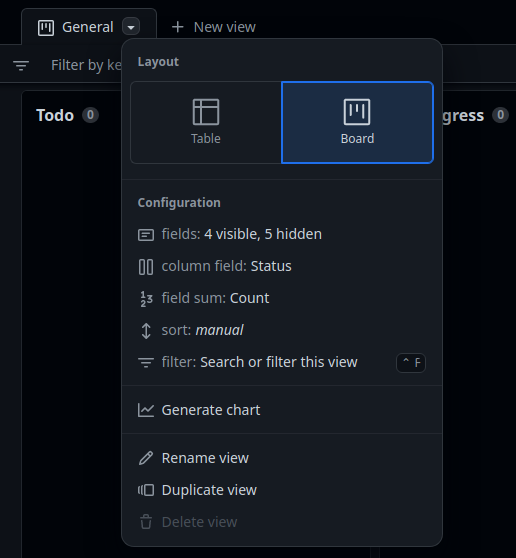 General
New view
Filter by ke
Layout
Todo 0
gress 0
Table
Board
Configuration
fields: 4 visible, 5 hidden
column field: Status
field sum: Count
sort: manual
filter: Search or filter this view
^ F
Generate chart
Rename view
Duplicate view
Delete view